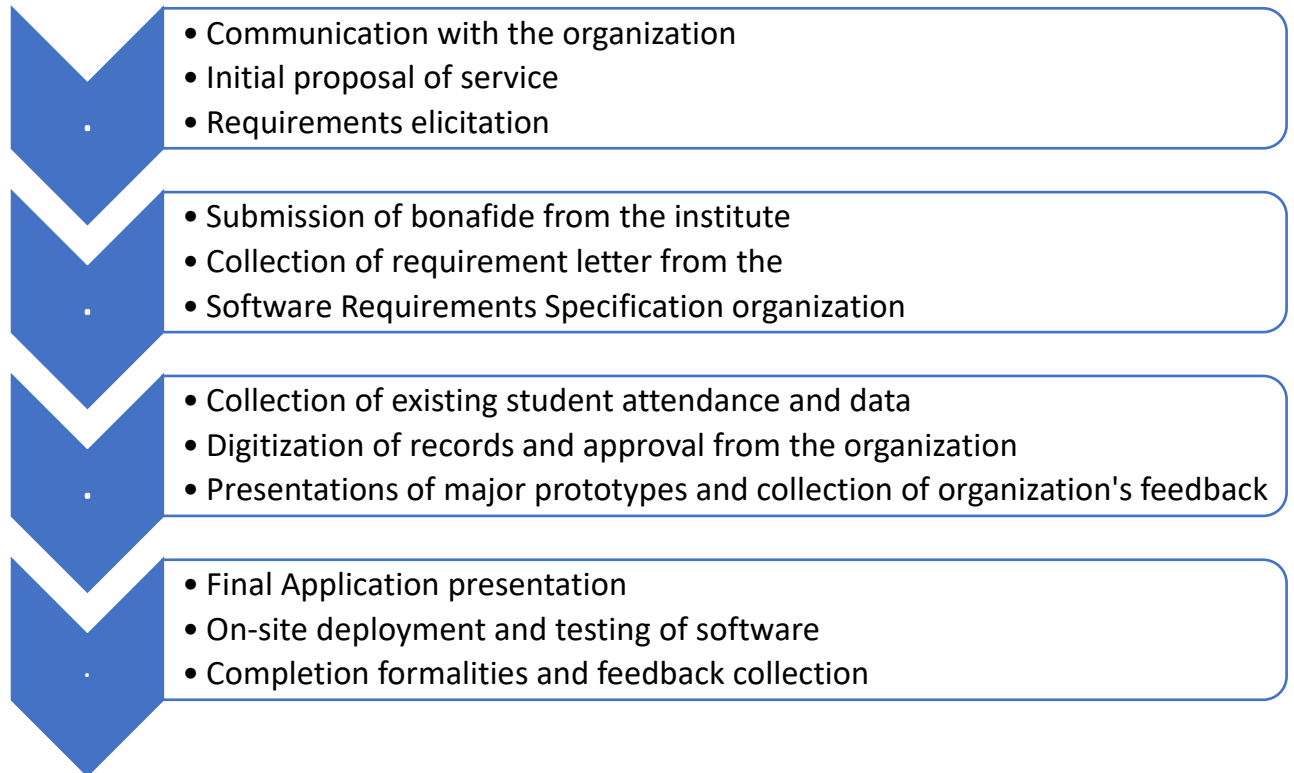 • Communication with the organization
• Initial proposal of service
• Requirements elicitation
.
• Submission of bonafide from the institute
• Collection of requirement letter from the
• Software Requirements Specification organization
.
• Collection of existing student attendance and data
• Digitization of records and approval from the organization
• Presentations of major prototypes and collection of organization's feedback
.
• Final Application presentation
• On-site deployment and testing of software
• Completion formalities and feedback collection
.